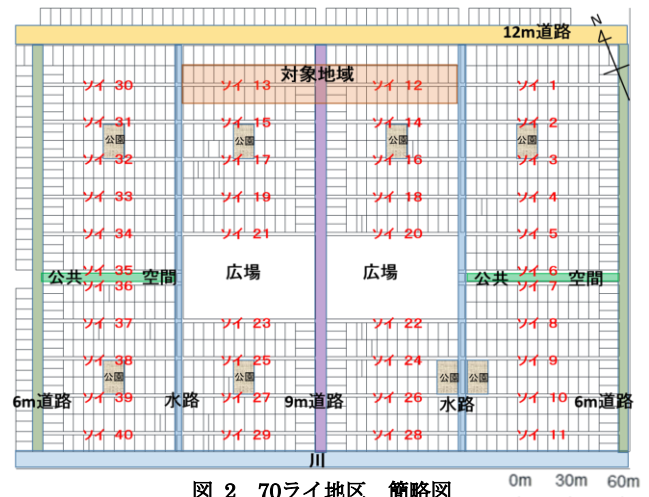 12m道路
N
対象地域
ソイ 30
ソイ 13
ソイ 12
ソイ 1
ソイ 31
ソイ 15
ソイ 14
ソイ 2
公園
公園
公園
公園
ソイ 32
ソイ 17
ソイ 16
ソイ 3
ソイ 33
ソイ 19
ソイ 18
ソイ 4
ソイ 34
ソイ 21
ソイ 20
ソイ 5
ソイ 35
広場
広場
ソイ 6
公共 空間
公共 空間
ソイ 36
ソイ 7
ソイ 37
ソイ 23
ソイ 22
ソイ 8
ソイ 38
ソイ 25
ソイ 24
ソイ 9
公園
公園
公園
公園
6m道路
ソイ 39
水路
ソイ 27
9m道路
ソイ 26
水路
ソイ 10
6m道路
ソイ 40
ソイ 29
ソイ 28
ソイ 11
川
図 2 70ライ地区 簡略図
0m 30m 60m